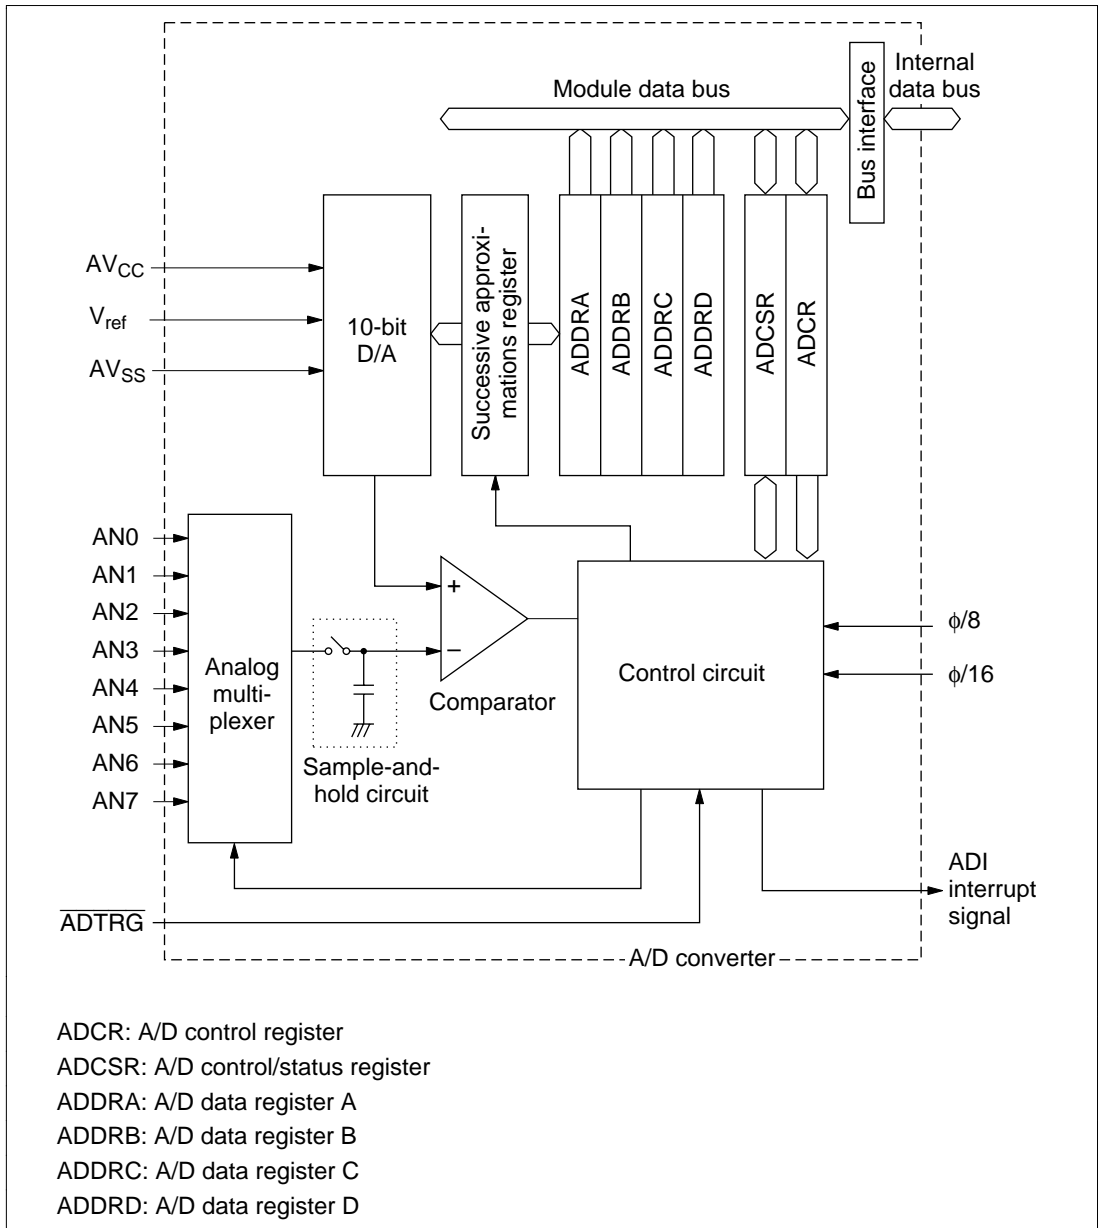 Module data bus
Bus interface
Internal
data bus
AVCC
Vref
AVSS
10-bit
D/A
Successive approxi-
mations register
ADDRA
ADDRB
ADDRC
ADDRD
ADCSR
ADCR
AN0
AN1
AN2
AN3
AN4
AN5
AN6
AN7
Analog
multi-
plexer
Sample-and-
hold circuit
+
−
Comparator
Control circuit
ϕ/8
ϕ/16
ADTRG
ADI
interrupt
signal
A/D converter
ADCR: A/D control register
ADCSR: A/D control/status register
ADDRA: A/D data register A
ADDRB: A/D data register B
ADDRC: A/D data register C
ADDRD: A/D data register D